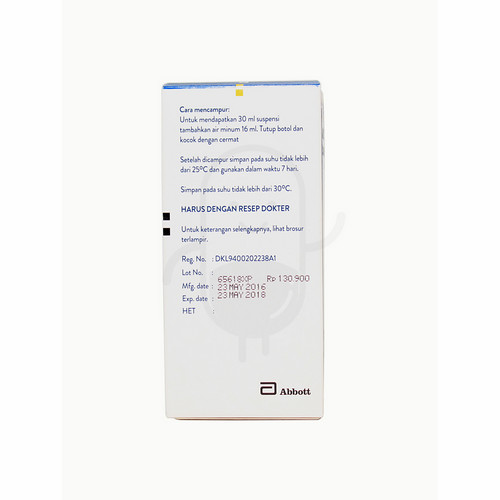 Cara mencampur:
Untuk mendapatkan 30 ml suspensi
tambahkan air minum 16 ml. Tutup botol dan
kocok dengan cermat
Setelah dicampur simpan pada suhu tidak lebih
dari 25°C dan gunakan dalam waktu 7 hari.
Simpan pada suhu tidak lebih dari 30°C.
HARUS DENGAN RESEP DOKTER
Untuk keterangan selengkapnya, lihat brosur
terlampir.
Reg. No. : DKL9400202238A1
Lot No. : 65618XP Rp 130.900
Mfg. date : 23 MAY 2016
Exp. date : 23 MAY 2018
HET :
Abbott